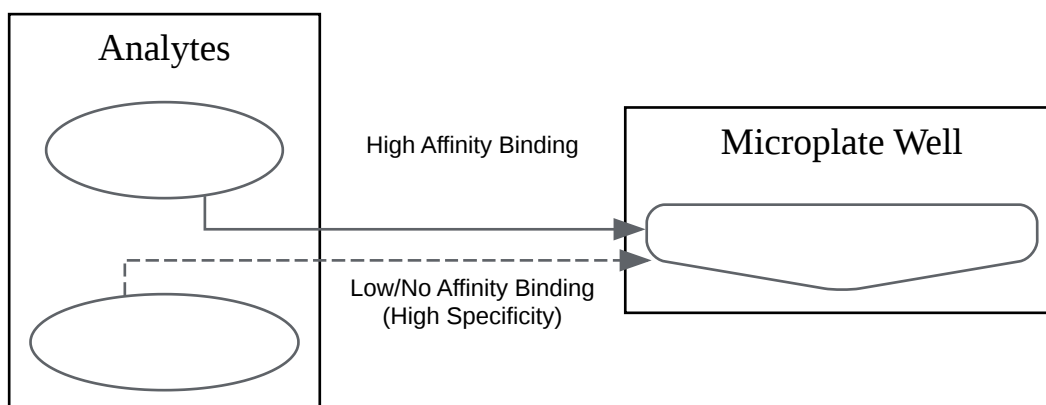 Analytes
High Affinity Binding
Microplate Well
Low/No Affinity Binding
(High Specificity)